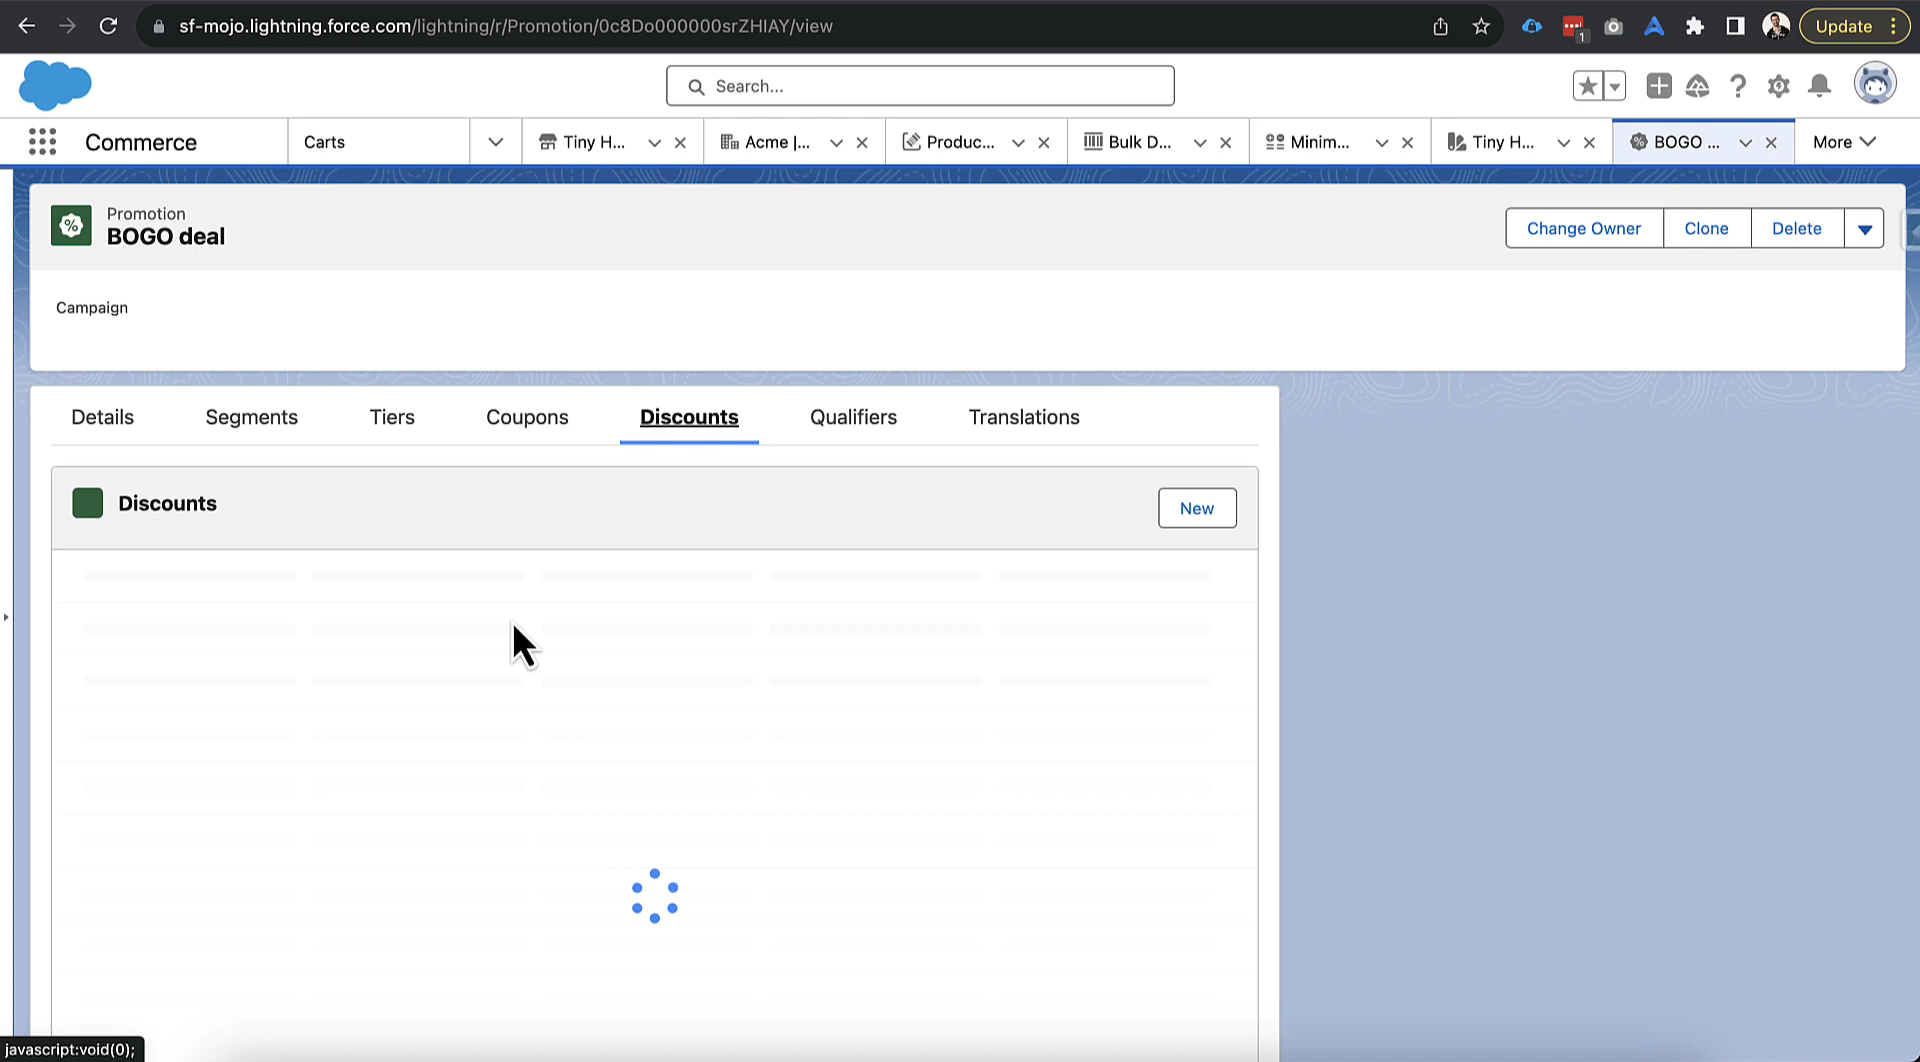 sf-mojo.lightning.force.com/lightning/r/Promotion/0c8Do000000srZHIAY/view
1
Update
Search...
Commerce
Carts
Tiny H...
Acme |...
Produc...
Bulk D...
Minim...
Tiny H...
BOGO ...
More
Promotion
BOGO deal
Change Owner
Clone
Delete
Campaign
Details
Segments
Tiers
Coupons
Discounts
Qualifiers
Translations
Discounts
New
javascript:void(0);